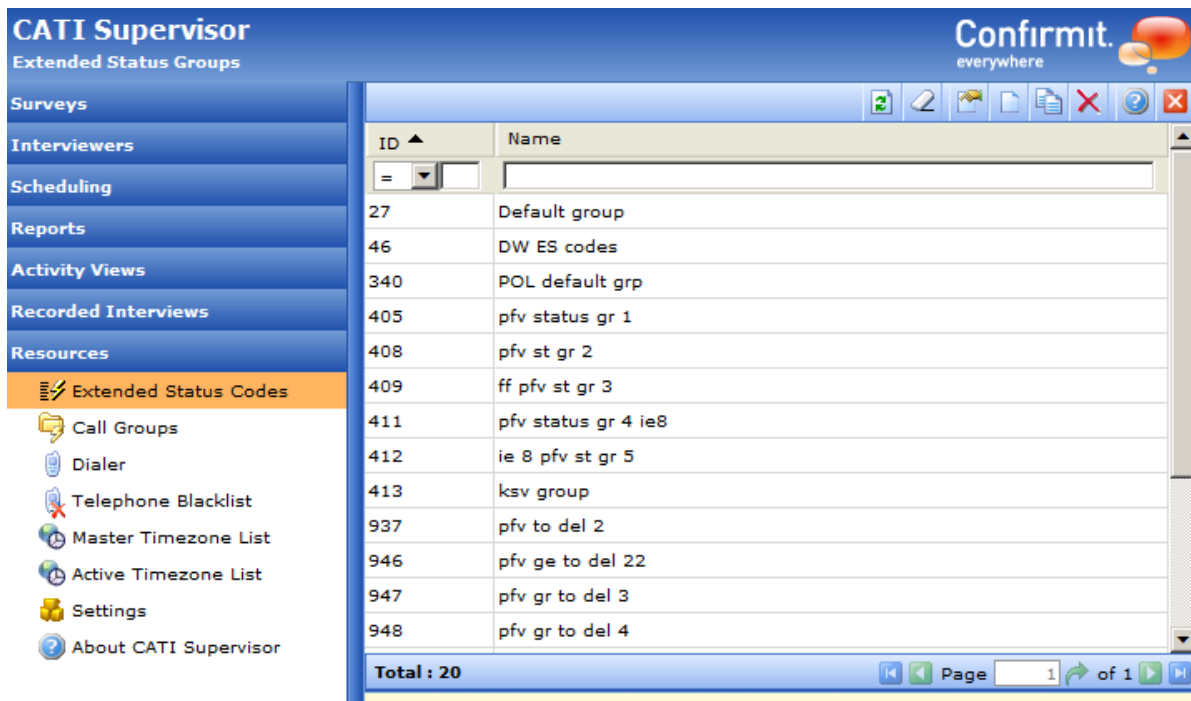 CATI Supervisor
Extended Status Groups
Confirmit.
everywhere
Surveys
Interviewers
Scheduling
Reports
Activity Views
Recorded Interviews
Resources
Extended Status Codes
Call Groups
Dialer
Telephone Blacklist
Master Timezone List
Active Timezone List
Settings
About CATI Supervisor
ID Name
=
27 Default group
46 DW ES codes
340 POL default grp
405 pfv status gr 1
408 pfv st gr 2
409 ff pfv st gr 3
411 pfv status gr 4 ie8
412 ie 8 pfv st gr 5
413 ksv group
937 pfv to del 2
946 pfv ge to del 22
947 pfv gr to del 3
948 pfv gr to del 4
Total : 20 Page 1 of 1